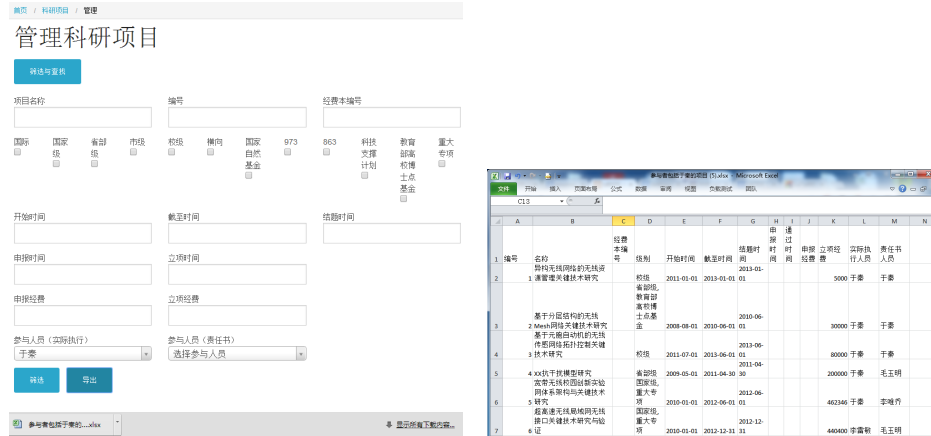 首页 / 科研项目 / 管理
管理科研项目
筛选与查找
项目名称 编号 经费本编号
国际 国家级 省部级 市级 校级 横向 国家自然基金 973 863 科技支撑计划 教育部高校博士点基金 重大专项
开始时间 截至时间 结题时间
申报时间 立项时间
申报经费 立项经费
参与人员（实际执行） 参与人员（责任书）
于秦 选择参与人员
筛选 导出
参与者包括于秦的....xlsx 显示所有下载内容...
参与者包括于秦的项目 (5).xlsx - Microsoft Excel
文件 开始 插入 页面布局 公式 数据 审阅 视图 负载测试 团队
C13 fx
A B C D E F G H I J K L M N
1 编号 名称 经费本编号 级别 开始时间 截至时间 结题时间 申报时间 通过时间 申报经费 立项经费 实际执行人员 责任书人员
2 1 异构无线网络的无线资源管理关键技术研究 校级 2011-01-01 2013-01-01 2013-01-01 5000 于秦 于秦
3 2 基于分层结构的无线Mesh网络关键技术研究 省部级,教育部高校博士点基金 2008-08-01 2010-06-01 2010-06-01 30000 于秦 于秦
4 3 基于元胞自动机的无线传感网络拓扑控制关键技术研究 校级 2011-07-01 2013-06-01 2013-06-01 80000 于秦 于秦
5 4 XX抗干扰模型研究 省部级 2009-05-01 2011-04-30 2011-04-30 200000 于秦 毛玉明
6 5 宽带无线校园创新实验网体系架构与关键技术研究 国家级,重大专项 2010-01-01 2012-06-01 2012-06-01 462346 于秦 李唯乔
7 6 超高速无线局域网无线接口关键技术研究与验证 国家级,重大专项 2010-01-01 2012-12-31 2012-12-31 440400 李雷敏 毛玉明